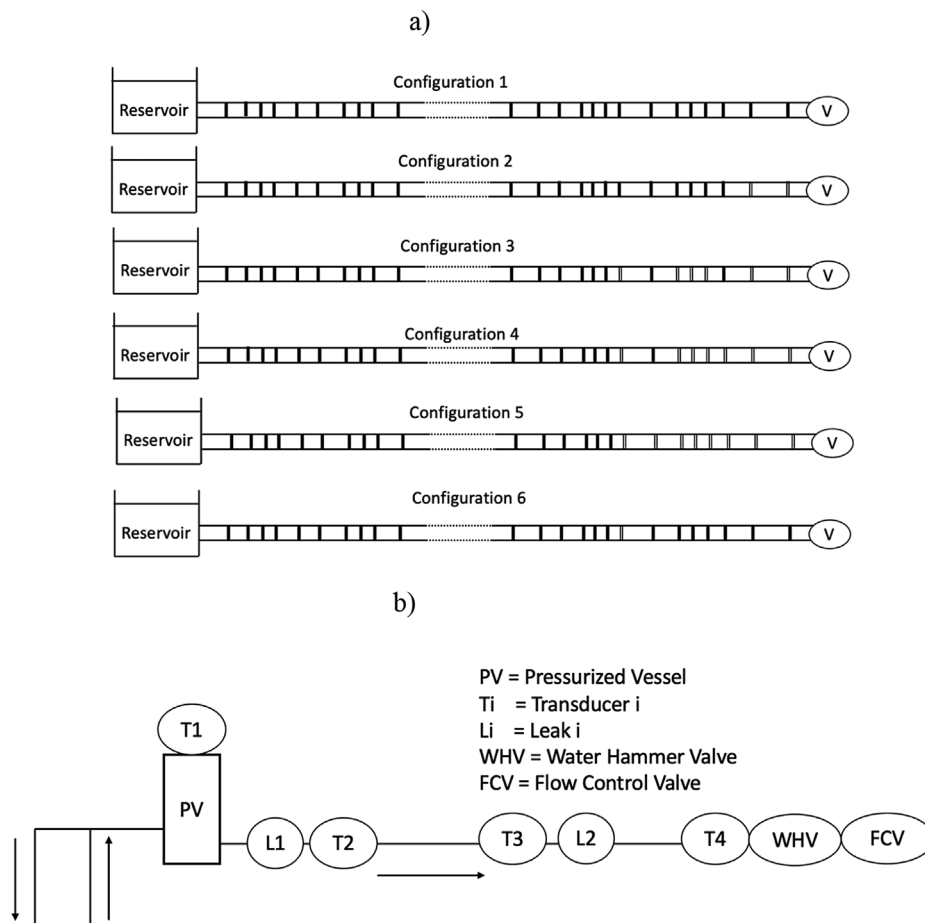 a)
Configuration 1
Reservoir
V
Configuration 2
Reservoir
V
Configuration 3
Reservoir
V
Configuration 4
Reservoir
V
Configuration 5
Reservoir
V
Configuration 6
Reservoir
V
b)
PV = Pressurized Vessel
Ti = Transducer i
Li = Leak i
WHV = Water Hammer Valve
FCV = Flow Control Valve
T1
PV
L1
T2
T3
L2
T4
WHV
FCV